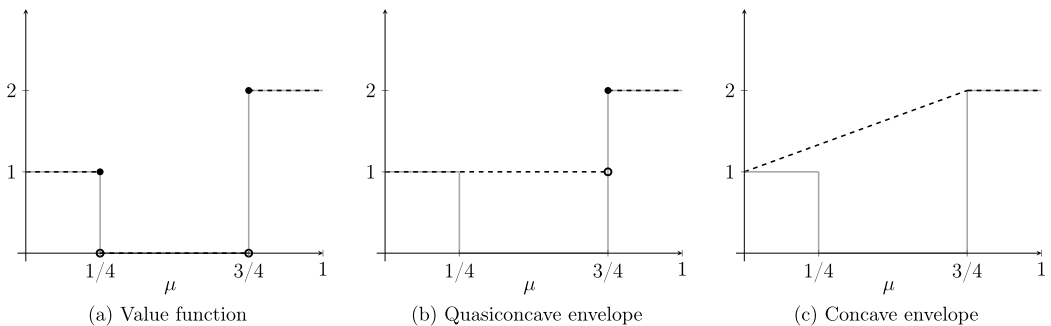 2 2 2
1 1 1
1/4 3/4 1 1/4 3/4 1 1/4 3/4 1
μ μ μ
(a) Value function (b) Quasiconcave envelope (c) Concave envelope